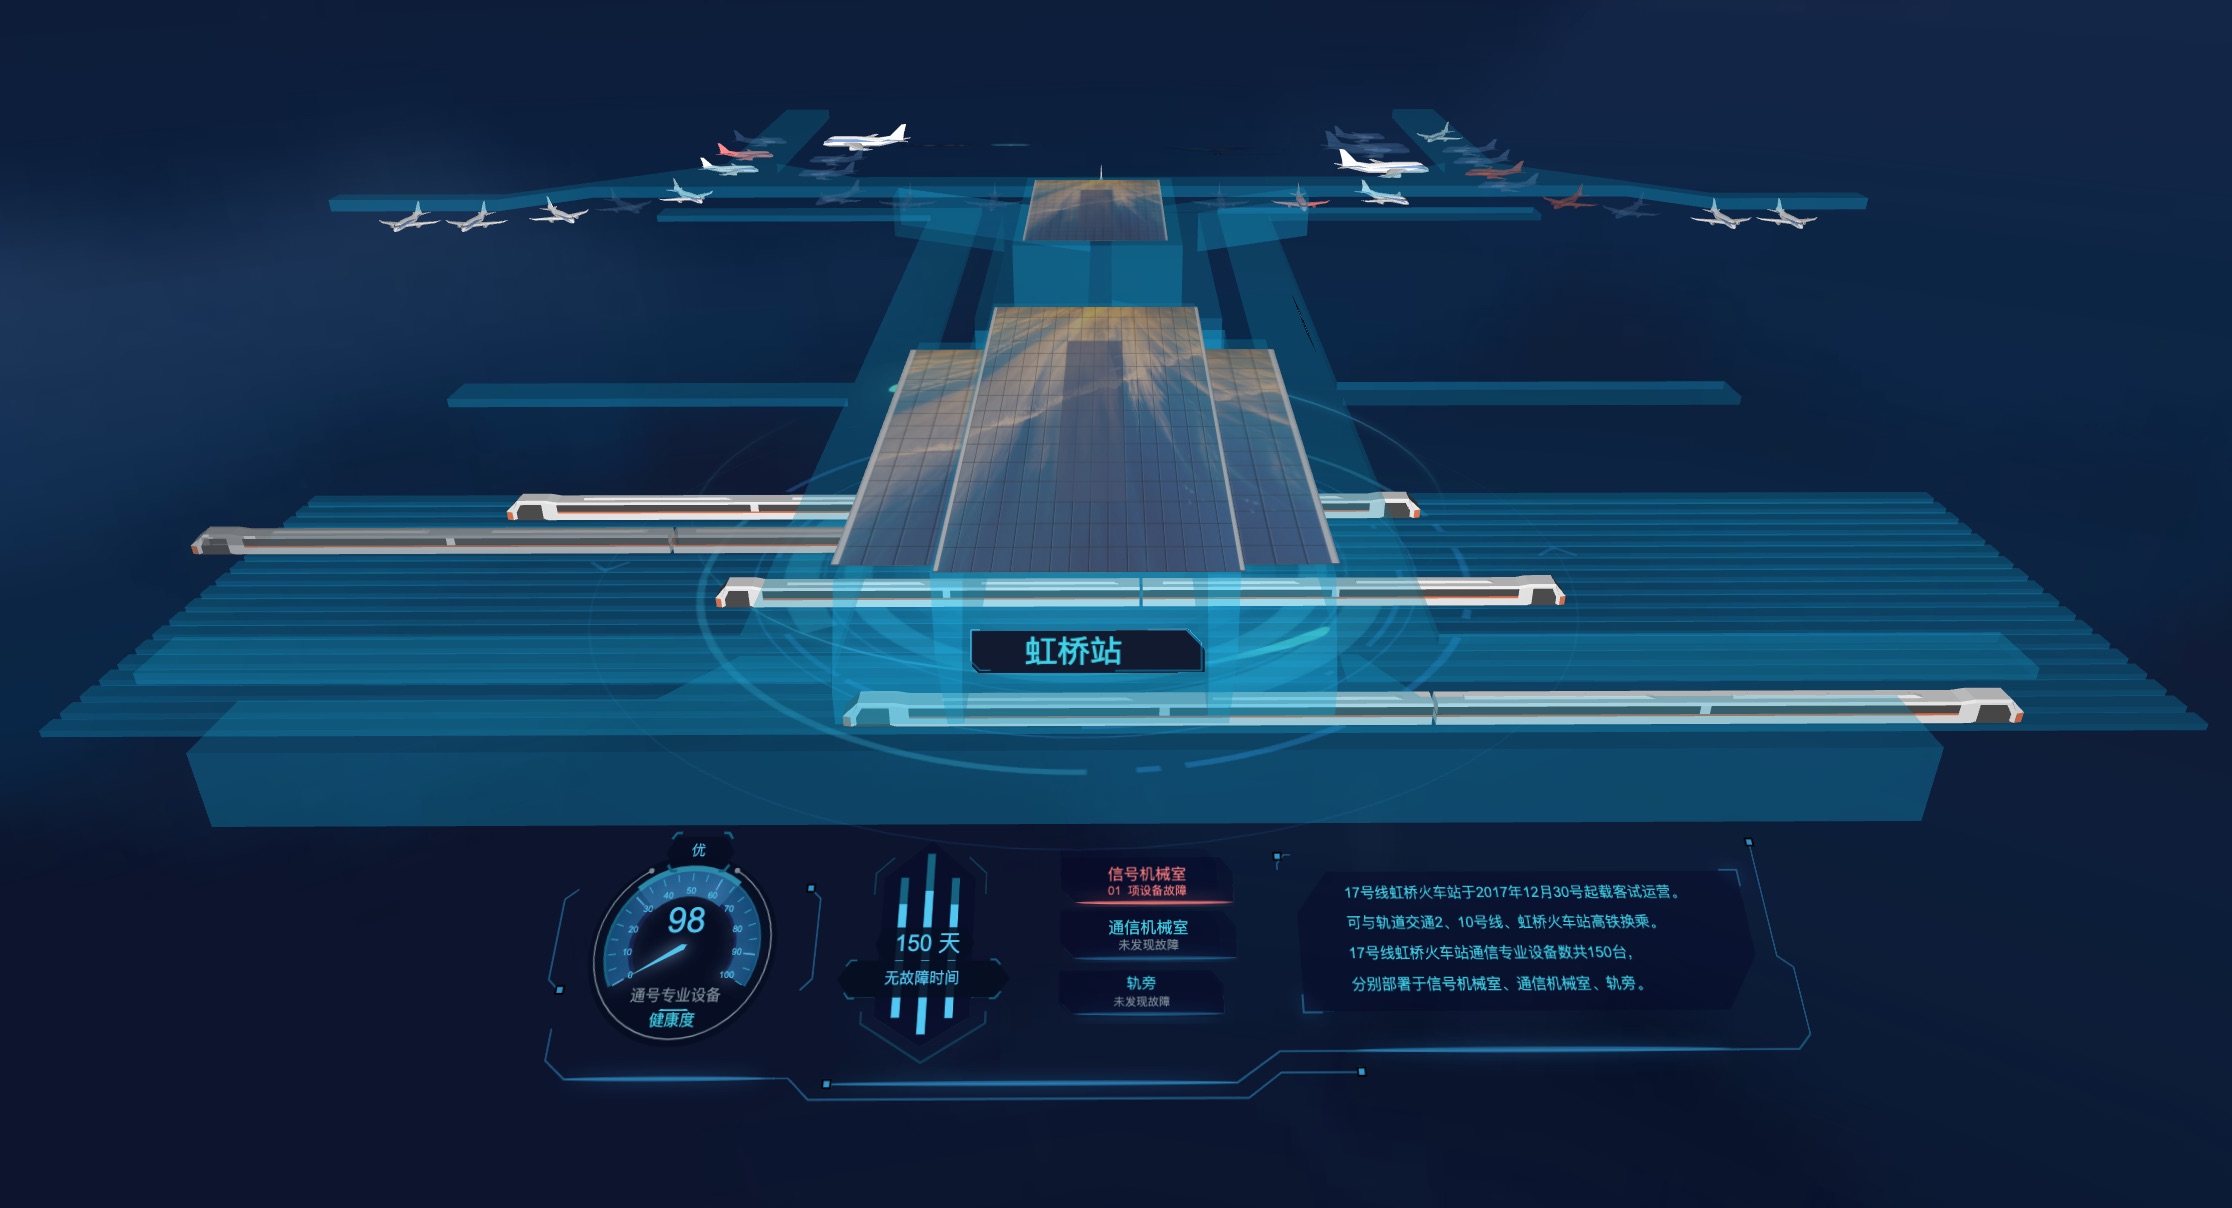 虹桥站
优
0 10 20 30 40 50 60 70 80 90 100
98
通号专业设备
健康度
150 天
无故障时间
信号机械室
01 项设备故障
通信机械室
未发现故障
轨旁
未发现故障
17号线虹桥火车站于2017年12月30号起载客试运营。
可与轨道交通2、10号线、虹桥火车站高铁换乘。
17号线虹桥火车站通信专业设备数共150台，
分别部署于信号机械室、通信机械室、轨旁。